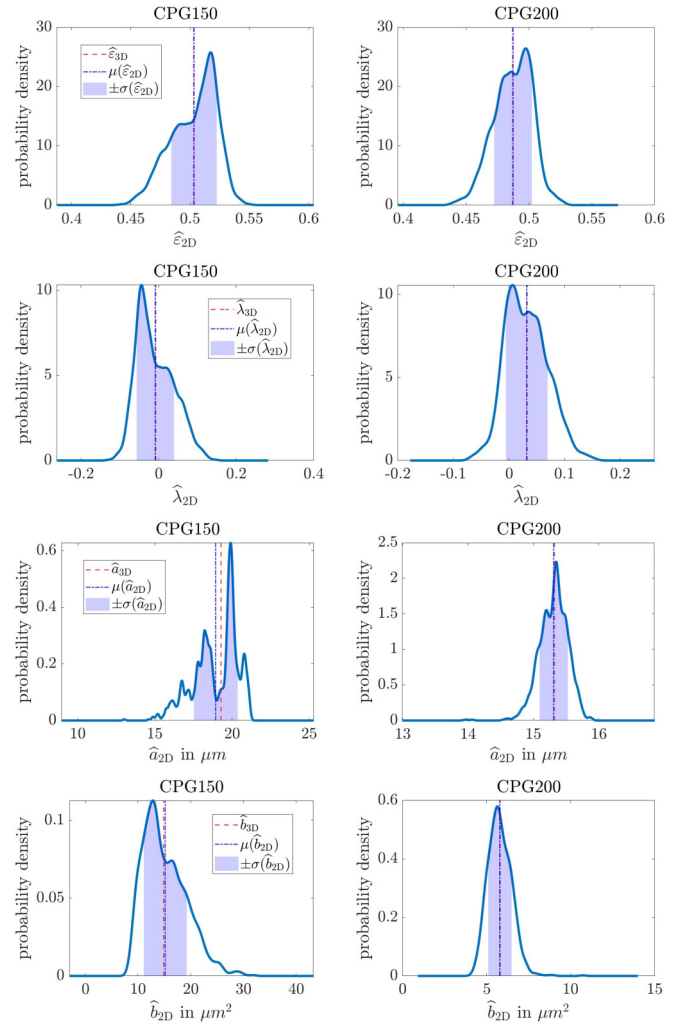 CPG150
CPG200
probability density
30
20
10
0
0.4
0.45
0.5
0.55
0.6
ε̂3D
μ(ε̂2D)
±σ(ε̂2D)
ε̂2D
probability density
30
20
10
0
0.4
0.45
0.5
0.55
0.6
ε̂2D
CPG150
CPG200
probability density
10
5
0
-0.2
0
0.2
0.4
λ̂3D
μ(λ̂2D)
±σ(λ̂2D)
λ̂2D
probability density
10
5
0
-0.2
-0.1
0
0.1
0.2
λ̂2D
CPG150
CPG200
probability density
0.6
0.4
0.2
0
10
15
20
25
â3D
μ(â2D)
±σ(â2D)
â2D in μm
probability density
2.5
2
1.5
1
0.5
0
13
14
15
16
â2D in μm
CPG150
CPG200
probability density
0.1
0.05
0
0
10
20
30
40
b̂3D
μ(b̂2D)
±σ(b̂2D)
b̂2D in μm²
probability density
0.6
0.4
0.2
0
0
5
10
15
b̂2D in μm²